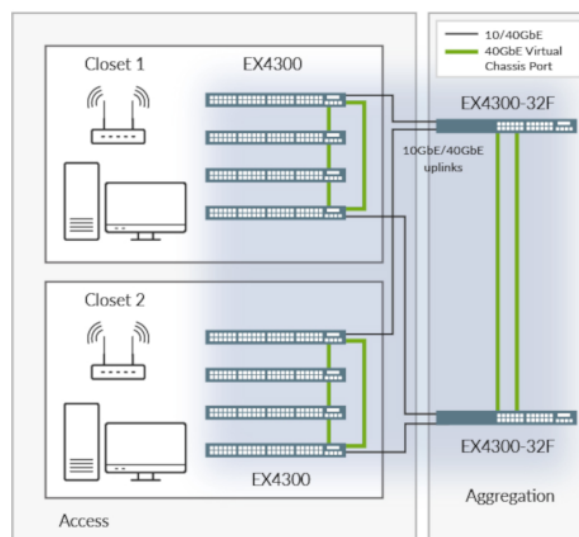 10/40GbE
40GbE Virtual
Chassis Port
Closet 1
EX4300
EX4300-32F
10GbE/40GbE
uplinks
Closet 2
EX4300
EX4300-32F
Aggregation
Access